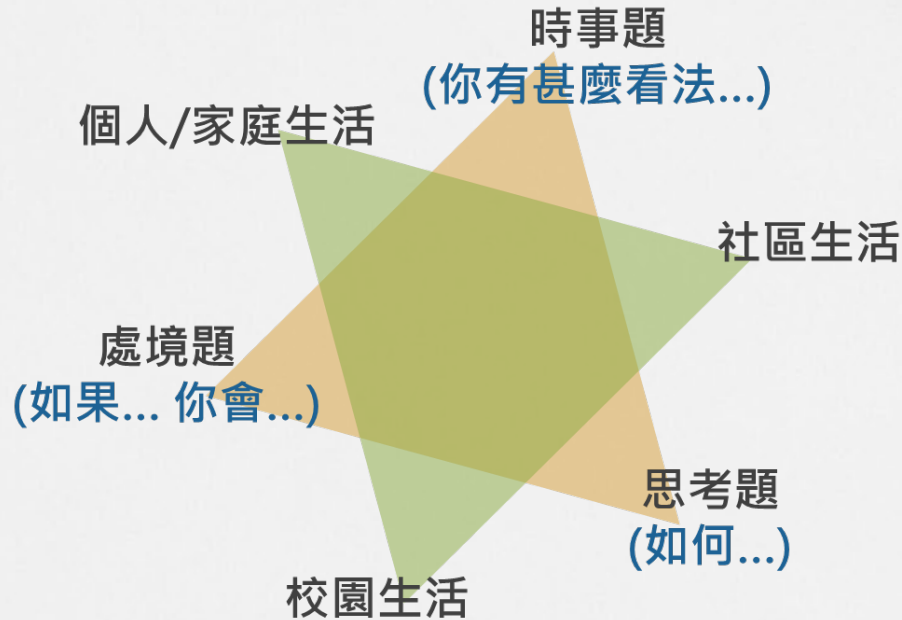 時事題
(你有甚麼看法...)
個人/家庭生活
社區生活
處境題
(如果... 你會...)
思考題
(如何...)
校園生活